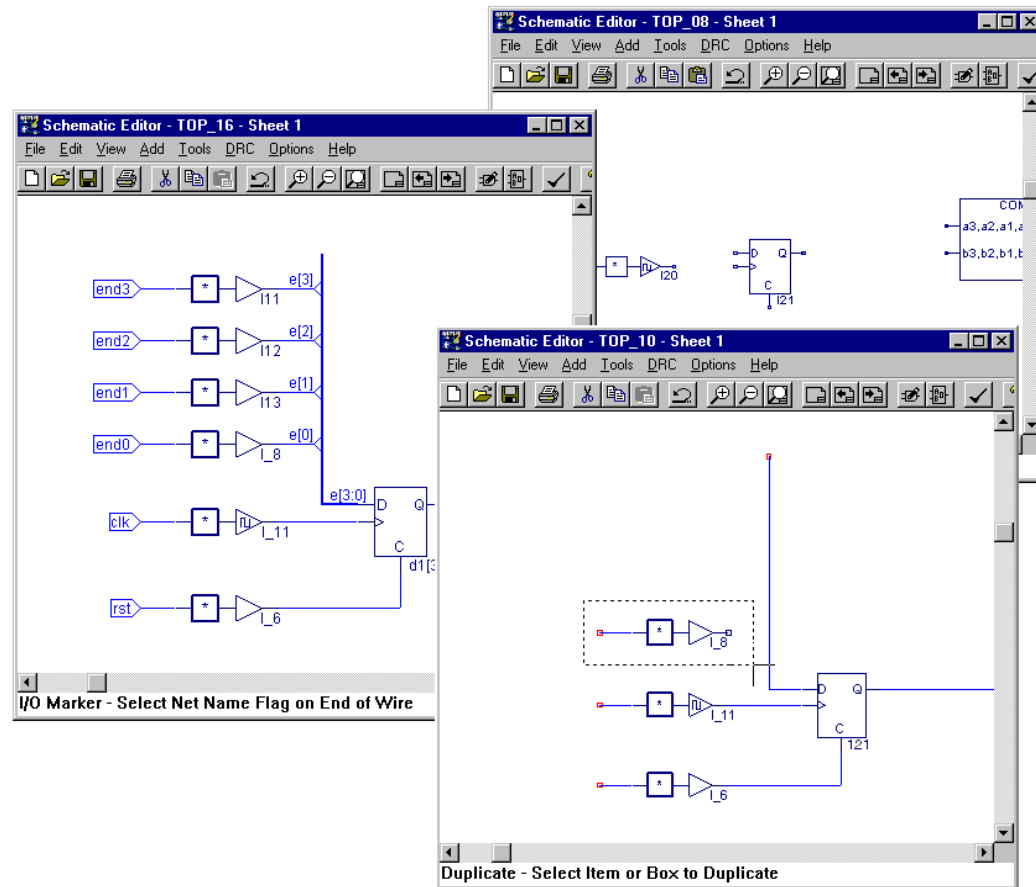 Schematic Editor - TOP_08 - Sheet 1
File Edit View Add Tools DRC Options Help
a3,a2,a1,
b3,b2,b1,
*
I20
D Q
C
I21
Schematic Editor - TOP_16 - Sheet 1
File Edit View Add Tools DRC Options Help
end3 * I11 e[3]
end2 * I12 e[2]
end1 * I13 e[1]
end0 * I_8 e[0]
e[3:0] D Q
clk * I_11
C
d1[3
rst * I_6
I/O Marker - Select Net Name Flag on End of Wire
Schematic Editor - TOP_10 - Sheet 1
File Edit View Add Tools DRC Options Help
* I_8
D Q
* I_11
C
121
* I_6
Duplicate - Select Item or Box to Duplicate